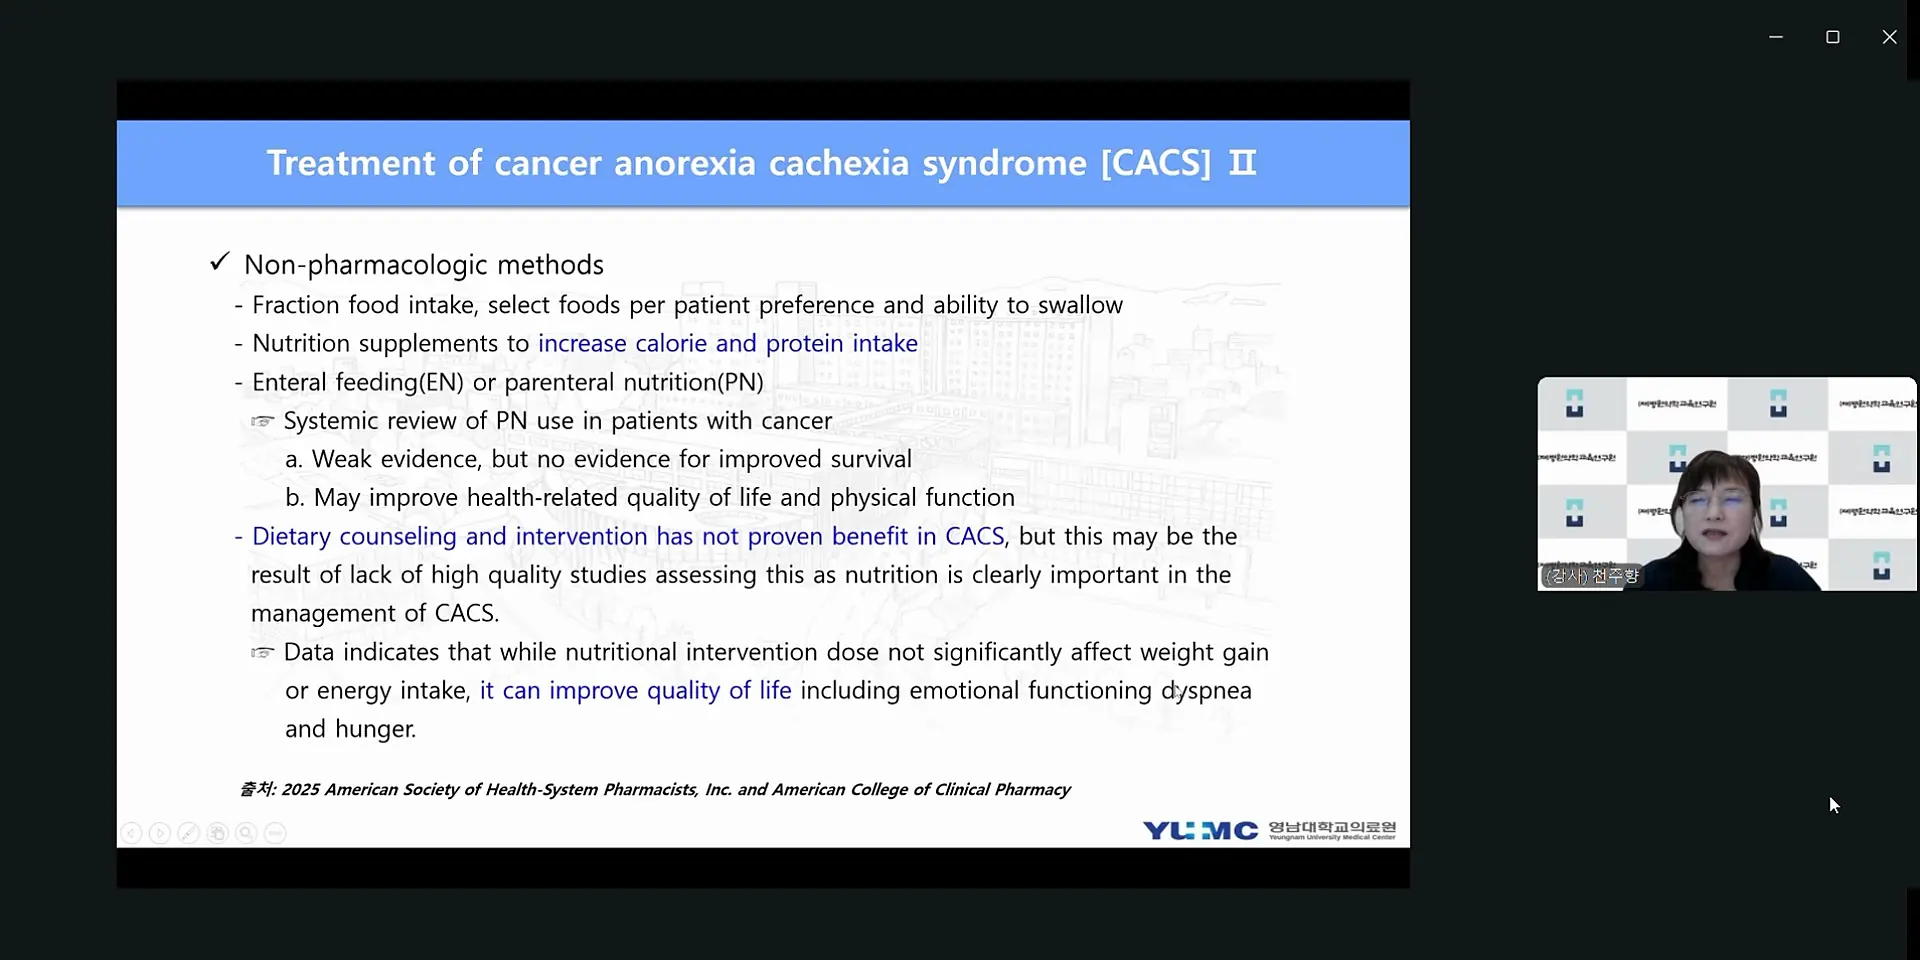 Treatment of cancer anorexia cachexia syndrome [CACS] Ⅱ
✓ Non-pharmacologic methods
- Fraction food intake, select foods per patient preference and ability to swallow
- Nutrition supplements to increase calorie and protein intake
- Enteral feeding(EN) or parenteral nutrition(PN)
☞ Systemic review of PN use in patients with cancer
a. Weak evidence, but no evidence for improved survival
b. May improve health-related quality of life and physical function
- Dietary counseling and intervention has not proven benefit in CACS, but this may be the
result of lack of high quality studies assessing this as nutrition is clearly important in the
management of CACS.
☞ Data indicates that while nutritional intervention dose not significantly affect weight gain
or energy intake, it can improve quality of life including emotional functioning dyspnea
and hunger.
출처: 2025 American Society of Health-System Pharmacists, Inc. and American College of Clinical Pharmacy
YUMC 영남대학교의료원
Yeungnam University Medical Center
(강사) 천주향